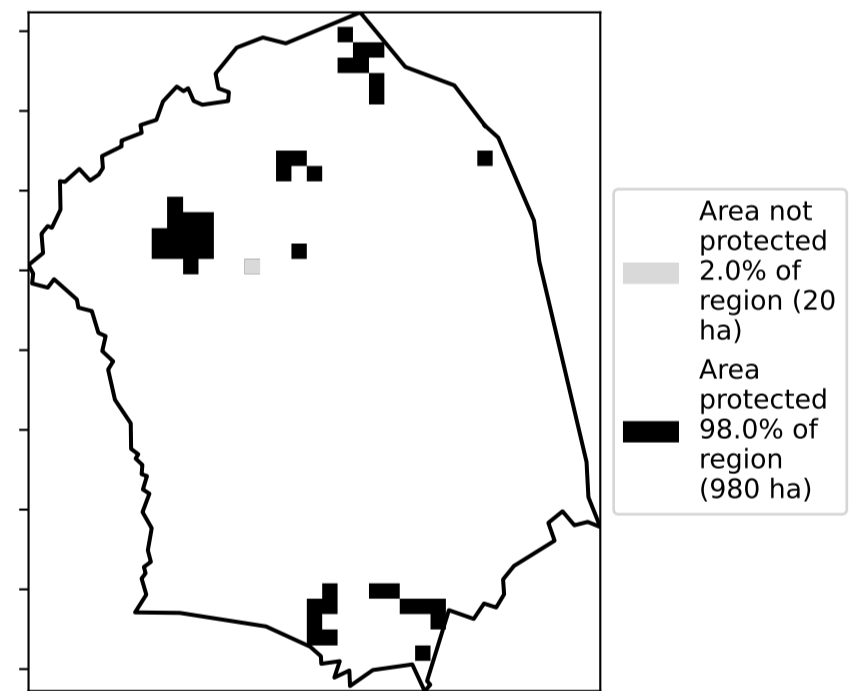 Area not
protected
2.0% of
region (20
ha)
Area
protected
98.0% of
region
(980 ha)